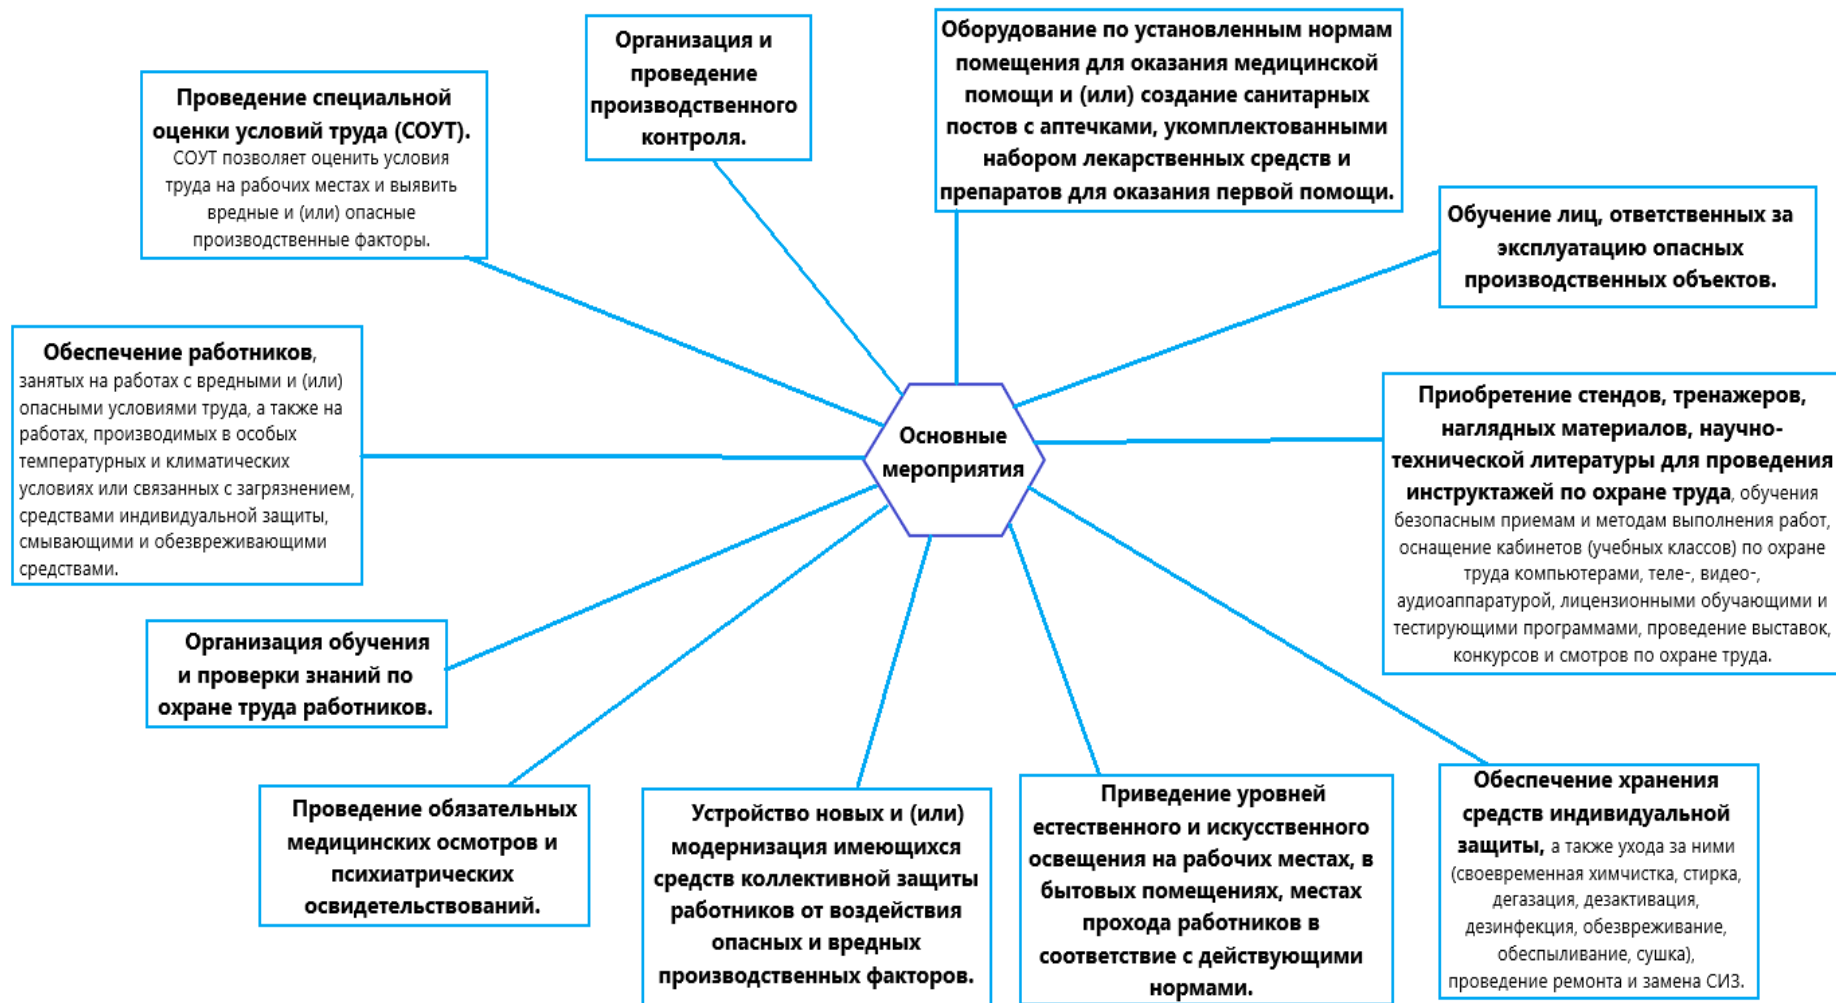 Организация и
проведение
производственного
контроля.
Оборудование по установленным нормам
помещения для оказания медицинской
помощи и (или) создание санитарных
постов с аптечками, укомплектованными
набором лекарственных средств и
препаратов для оказания первой помощи.
Проведение специальной
оценки условий труда (СОУТ).
СОУТ позволяет оценить условия
труда на рабочих местах и выявить
вредные и (или) опасные
производственные факторы.
Обучение лиц, ответственных за
эксплуатацию опасных
производственных объектов.
Обеспечение работников,
занятых на работах с вредными и (или)
опасными условиями труда, а также на
работах, производимых в особых
температурных и климатических
условиях или связанных с загрязнением,
средствами индивидуальной защиты,
смывающими и обезвреживающими
средствами.
Основные
мероприятия
Приобретение стендов, тренажеров,
наглядных материалов, научно-
технической литературы для проведения
инструктажей по охране труда, обучения
безопасным приемам и методам выполнения работ,
оснащение кабинетов (учебных классов) по охране
труда компьютерами, теле-, видео-,
аудиоаппаратурой, лицензионными обучающими и
тестирующими программами, проведение выставок,
конкурсов и смотров по охране труда.
Организация обучения
и проверки знаний по
охране труда работников.
Проведение обязательных
медицинских осмотров и
психиатрических
освидетельствований.
Устройство новых и (или)
модернизация имеющихся
средств коллективной защиты
работников от воздействия
опасных и вредных
производственных факторов.
Приведение уровней
естественного и искусственного
освещения на рабочих местах, в
бытовых помещениях, местах
прохода работников в
соответствие с действующими
нормами.
Обеспечение хранения
средств индивидуальной
защиты, а также ухода за ними
(своевременная химчистка, стирка,
дегазация, дезактивация,
дезинфекция, обезвреживание,
обеспыливание, сушка),
проведение ремонта и замена СИЗ.